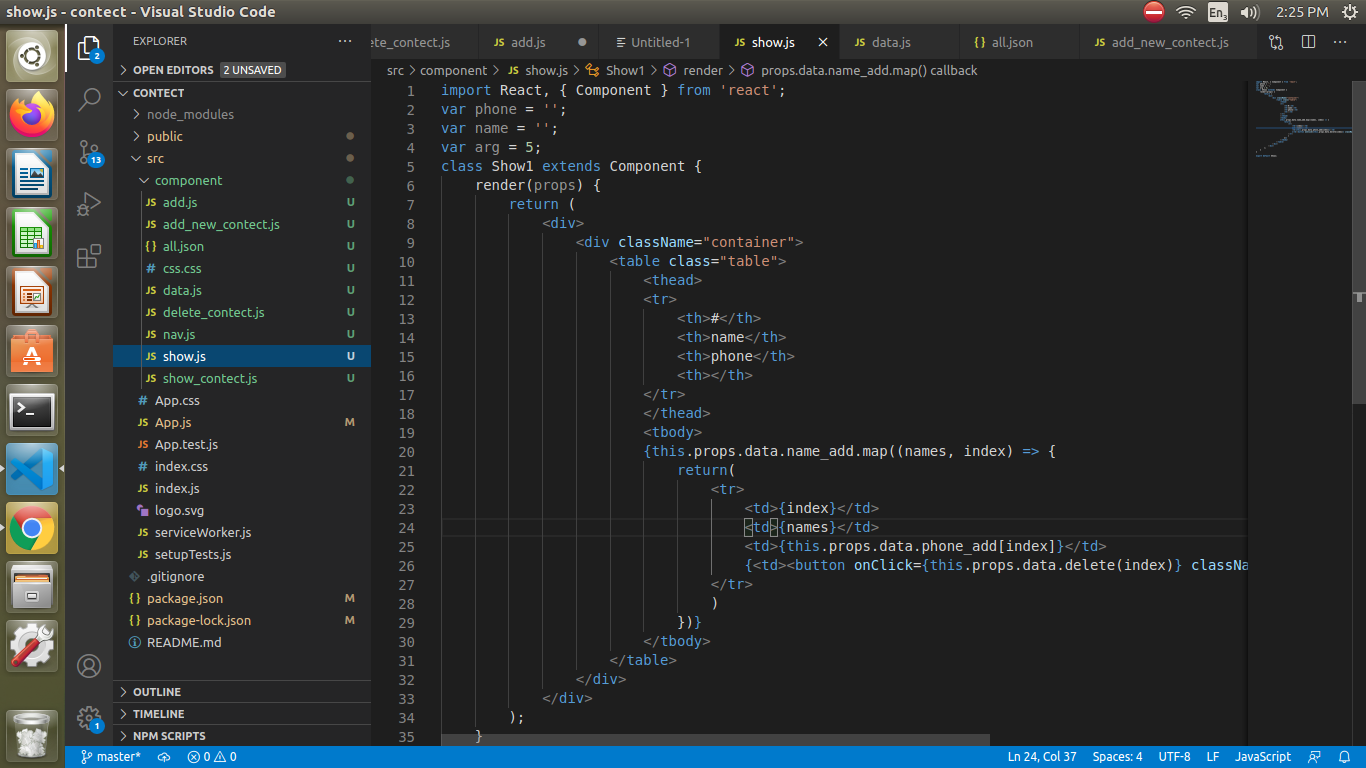 show.js - contect - Visual Studio Code
En3
2:25 PM
EXPLORER
OPEN EDITORS 2 UNSAVED
CONTECT
node_modules
public
src
component
JS add.js U
JS add_new_contect.js U
{} all.json U
# css.css U
JS data.js U
JS delete_contect.js U
JS nav.js U
JS show.js U
JS show_contect.js U
# App.css
JS App.js M
JS App.test.js
# index.css
JS index.js
logo.svg
JS serviceWorker.js
JS setupTests.js
.gitignore
{} package.json M
{} package-lock.json M
README.md
OUTLINE
TIMELINE
NPM SCRIPTS
2
13
1
ete_contect.js JS add.js Untitled-1 JS show.js JS data.js {} all.json JS add_new_contect.js
src > component > JS show.js > Show1 > render > props.data.name_add.map() callback
1 import React, { Component } from 'react';
2 var phone = '';
3 var name = '';
4 var arg = 5;
5 class Show1 extends Component {
6 render(props) {
7 return (
8 <div>
9 <div className="container">
10 <table class="table">
11 <thead>
12 <tr>
13 <th>#</th>
14 <th>name</th>
15 <th>phone</th>
16 <th></th>
17 </tr>
18 </thead>
19 <tbody>
20 {this.props.data.name_add.map((names, index) => {
21 return(
22 <tr>
23 <td>{index}</td>
24 <td>{names}</td>
25 <td>{this.props.data.phone_add[index]}</td>
26 {<td><button onClick={this.props.data.delete(index)} classNa
27 </tr>
28 )
29 })}
30 </tbody>
31 </table>
32 </div>
33 </div>
34 );
35 }
master* 0 0 Ln 24, Col 37 Spaces: 4 UTF-8 LF JavaScript